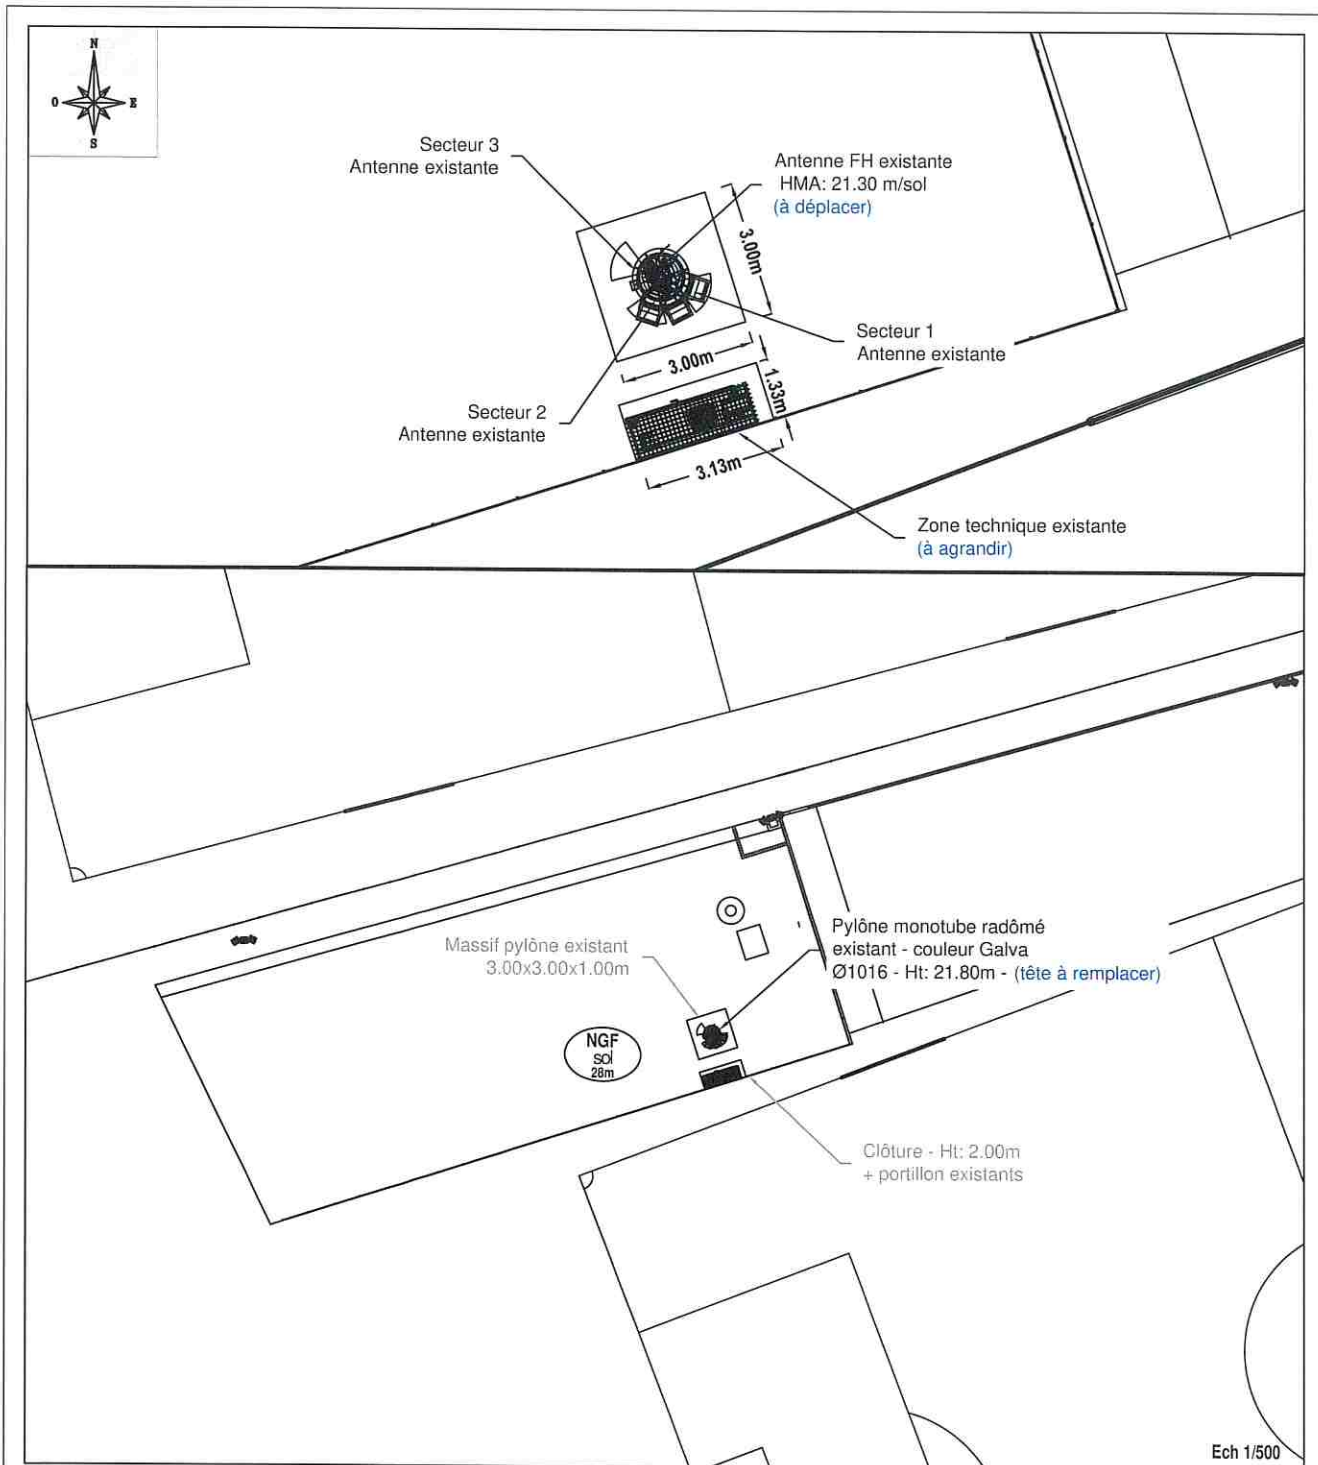 N
O
E
S
Secteur 3
Antenne existante
Antenne FH existante
HMA: 21.30 m/sol
(à déplacer)
3.00m
Secteur 1
Antenne existante
3.00m
1.33m
Secteur 2
Antenne existante
3.13m
Zone technique existante
(à agrandir)
Massif pylône existant
3.00x3.00x1.00m
Pylône monotube radômé
existant - couleur Galva
Ø1016 - Ht: 21.80m - (tête à remplacer)
NGF
sol
28m
Clôture - Ht: 2.00m
+ portillon existants
Ech 1/500